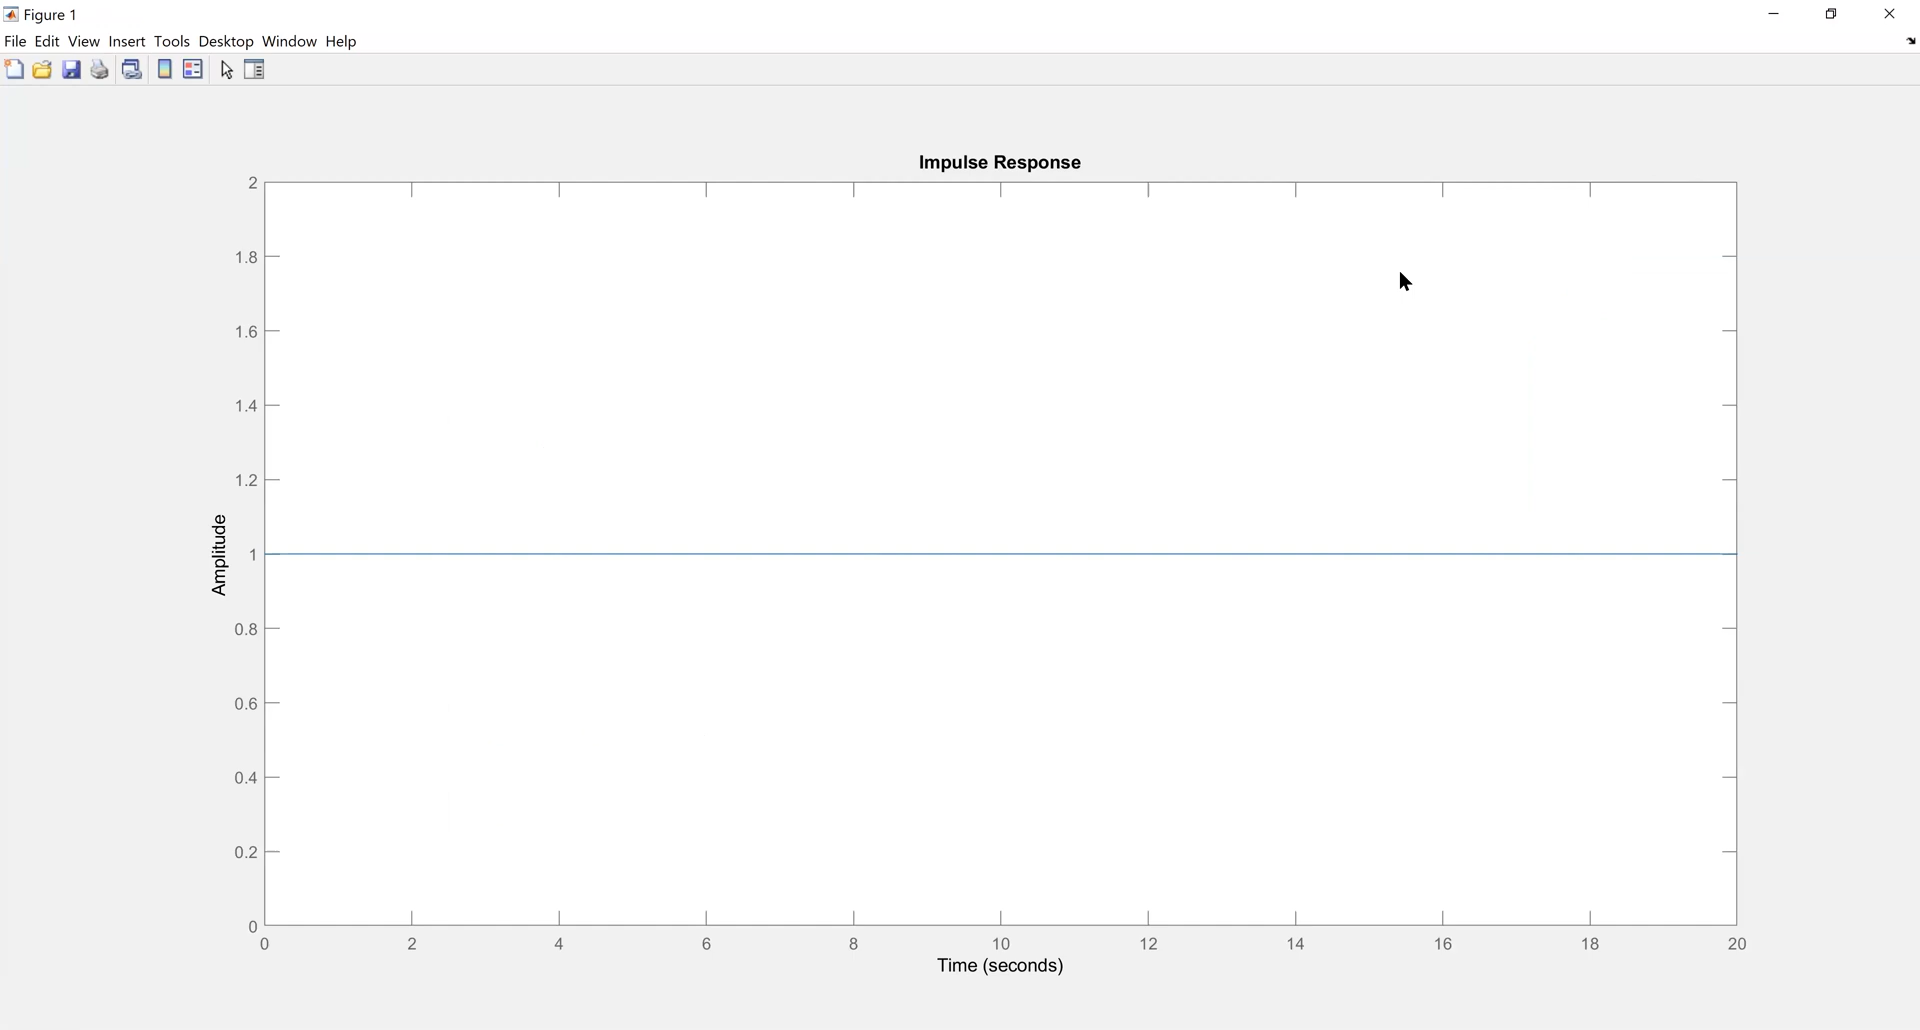 Figure 1
File Edit View Insert Tools Desktop Window Help
Impulse Response
2
1.8
1.6
1.4
1.2
1
0.8
0.6
0.4
0.2
0
Amplitude
0 2 4 6 8 10 12 14 16 18 20
Time (seconds)